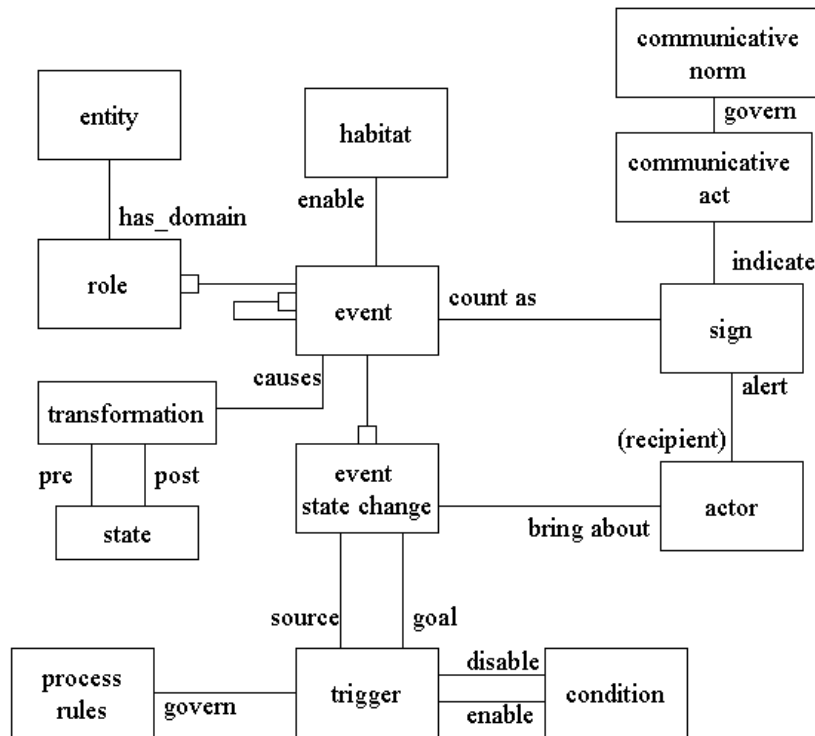 communicative
norm
govern
entity
habitat
communicative
act
enable
has_domain
indicate
role
event
count as
sign
causes
alert
transformation
(recipient)
pre
post
event
state change
actor
state
bring about
source
goal
process
rules
govern
trigger
disable
enable
condition